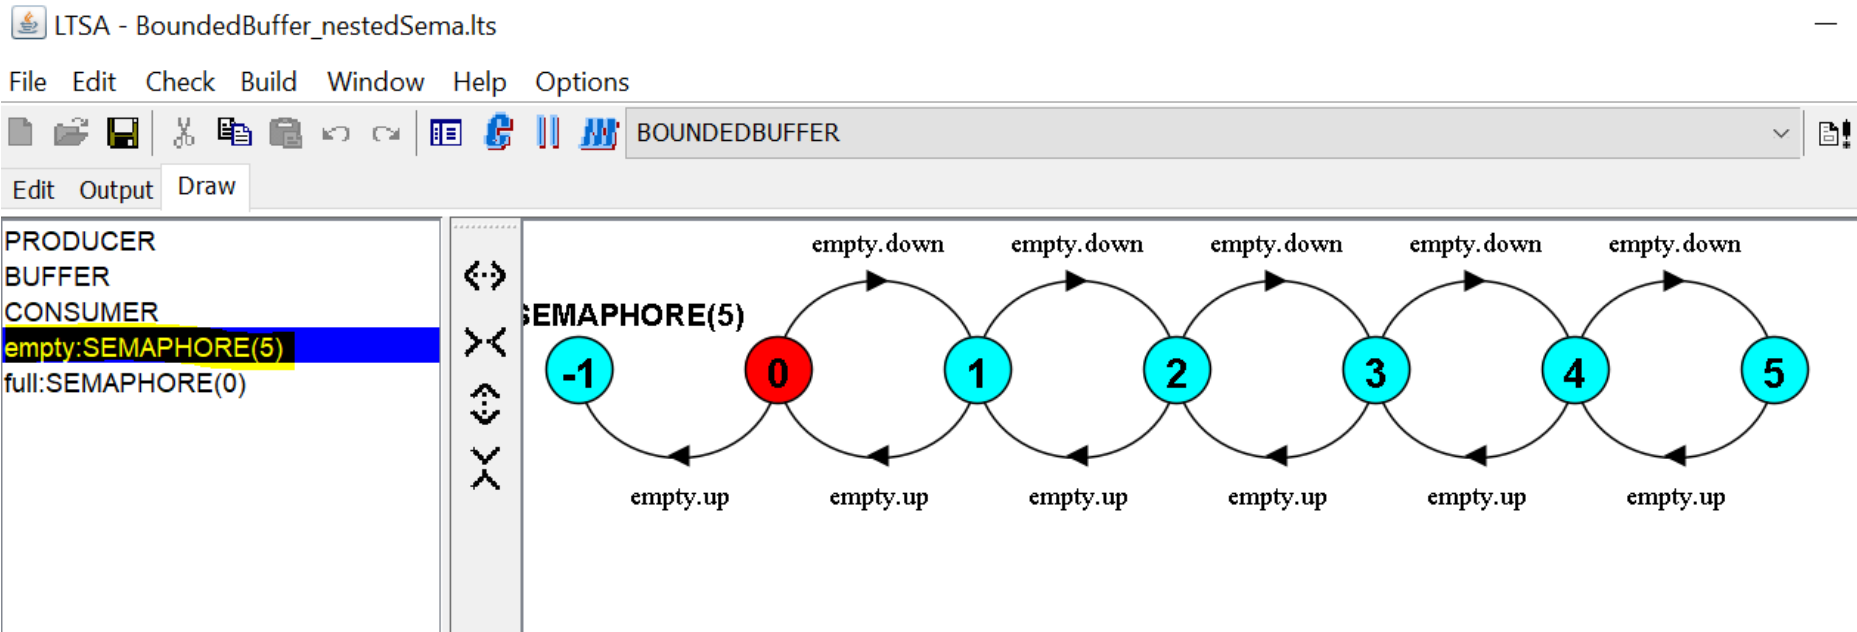 LTSA - BoundedBuffer_nestedSema.lts
File Edit Check Build Window Help Options
BOUNDEDBUFFER
Edit Output Draw
PRODUCER
BUFFER
CONSUMER
empty:SEMAPHORE(5)
full:SEMAPHORE(0)
empty.down empty.down empty.down empty.down empty.down
SEMAPHORE(5)
-1 0 1 2 3 4 5
empty.up empty.up empty.up empty.up empty.up empty.up